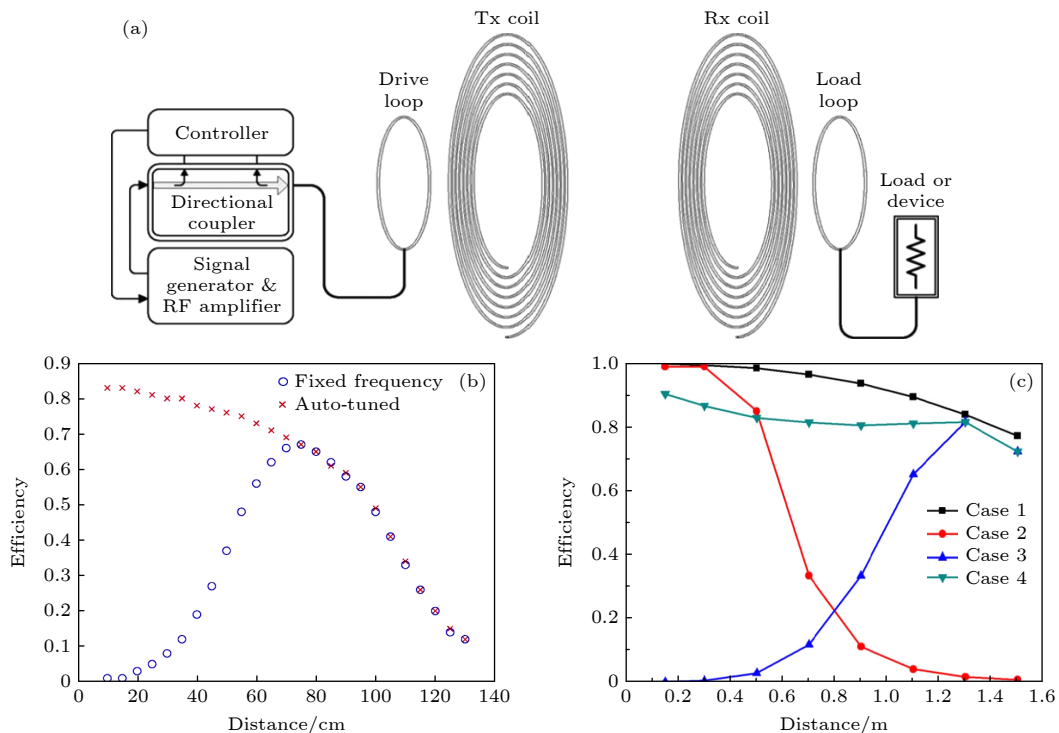 (a)
Tx coil
Rx coil
Drive
loop
Load
loop
Controller
Directional
coupler
Signal
generator &
RF amplifier
Load or
device
(b)
Fixed frequency
Auto-tuned
Efficiency
0.9
0.8
0.7
0.6
0.5
0.4
0.3
0.2
0.1
0
0 20 40 60 80 100 120 140
Distance/cm
(c)
Case 1
Case 2
Case 3
Case 4
Efficiency
1.0
0.8
0.6
0.4
0.2
0
0 0.2 0.4 0.6 0.8 1.0 1.2 1.4 1.6
Distance/m